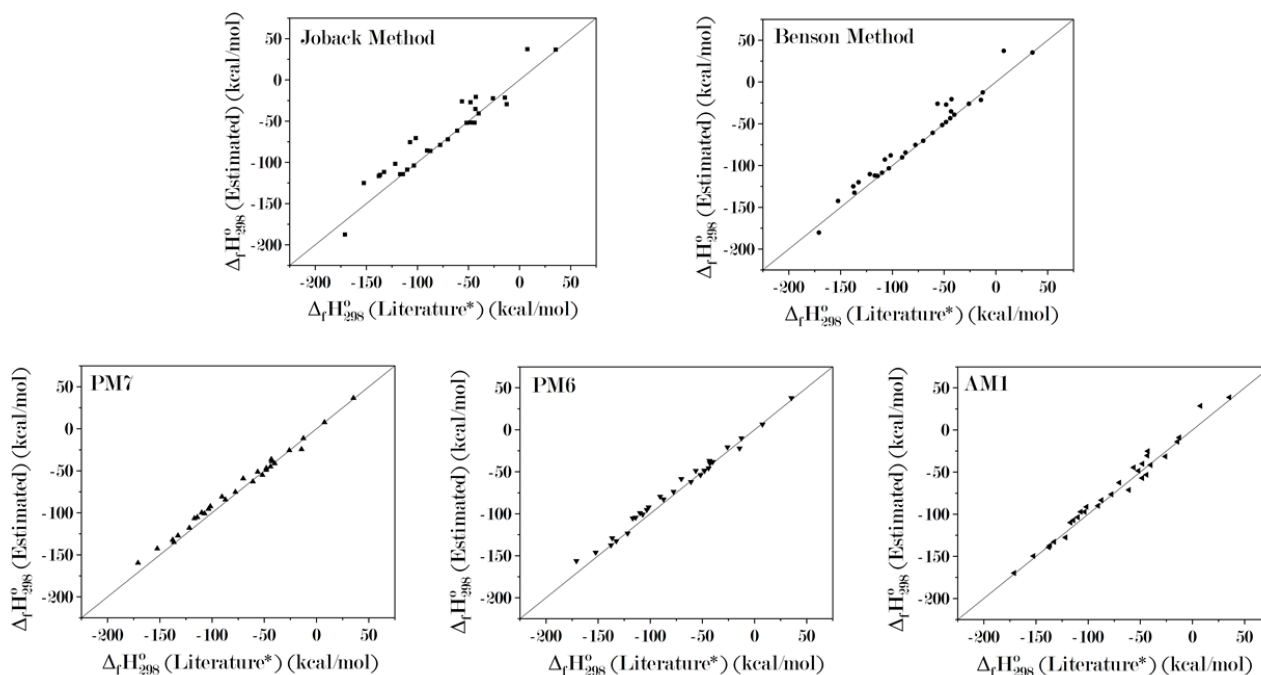 Joback Method
50
0
-50
-100
-150
-200
ΔfH°298 (Estimated) (kcal/mol)
-200 -150 -100 -50 0 50
ΔfH°298 (Literature*) (kcal/mol)
Benson Method
50
0
-50
-100
-150
-200
ΔfH°298 (Estimated) (kcal/mol)
-200 -150 -100 -50 0 50
ΔfH°298 (Literature*) (kcal/mol)
PM7
50
0
-50
-100
-150
-200
ΔfH°298 (Estimated) (kcal/mol)
-200 -150 -100 -50 0 50
ΔfH°298 (Literature*) (kcal/mol)
PM6
50
0
-50
-100
-150
-200
ΔfH°298 (Estimated) (kcal/mol)
-200 -150 -100 -50 0 50
ΔfH°298 (Literature*) (kcal/mol)
AM1
50
0
-50
-100
-150
-200
ΔfH°298 (Estimated) (kcal/mol)
-200 -150 -100 -50 0 50
ΔfH°298 (Literature*) (kcal/mol)